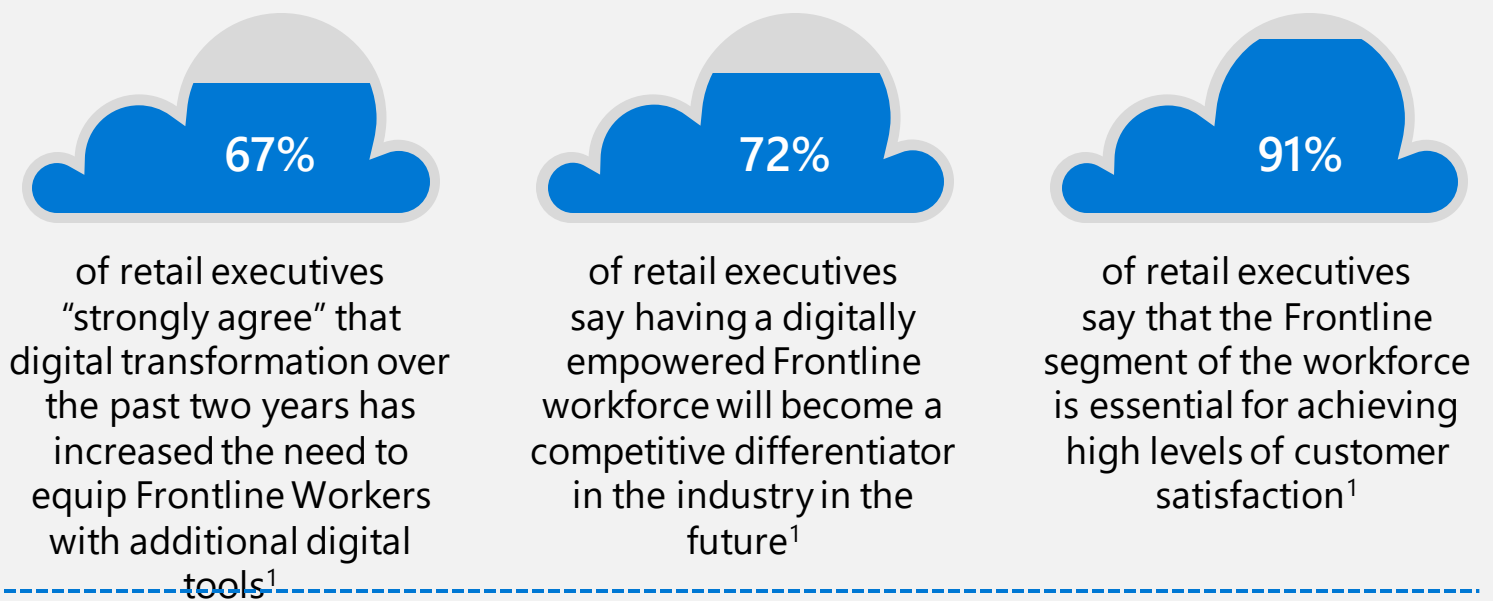 67%
of retail executives
“strongly agree” that
digital transformation over
the past two years has
increased the need to
equip Frontline Workers
with additional digital
tools¹
72%
of retail executives
say having a digitally
empowered Frontline
workforce will become a
competitive differentiator
in the industry in the
future¹
91%
of retail executives
say that the Frontline
segment of the workforce
is essential for achieving
high levels of customer
satisfaction¹